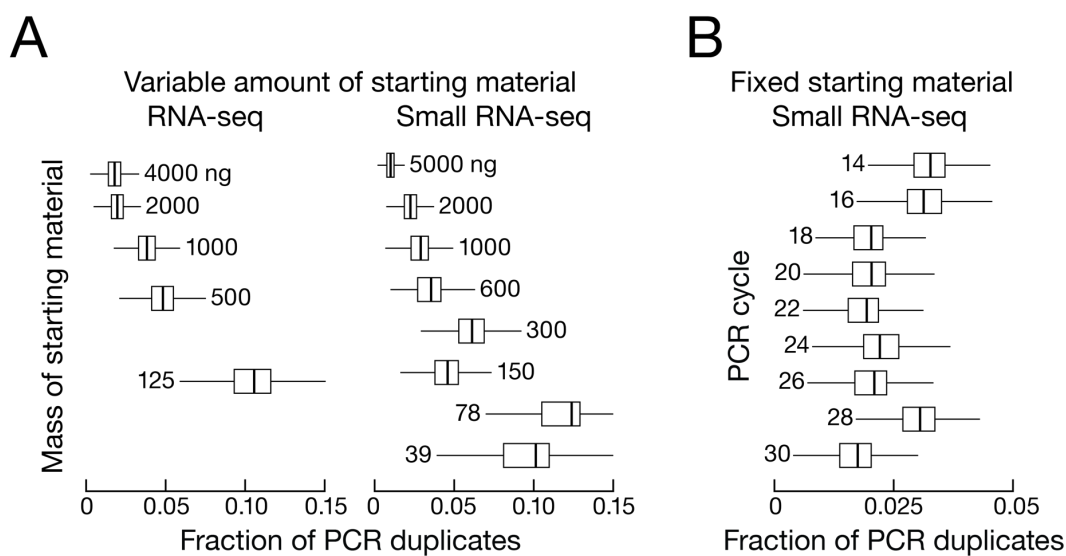 A
Variable amount of starting material
RNA-seq
Small RNA-seq
Mass of starting material
4000 ng
2000
1000
500
125
0 0.05 0.10 0.15
5000 ng
2000
1000
600
300
150
78
39
0 0.05 0.10 0.15
Fraction of PCR duplicates
B
Fixed starting material
Small RNA-seq
PCR cycle
14
16
18
20
22
24
26
28
30
0 0.025 0.05
Fraction of PCR duplicates